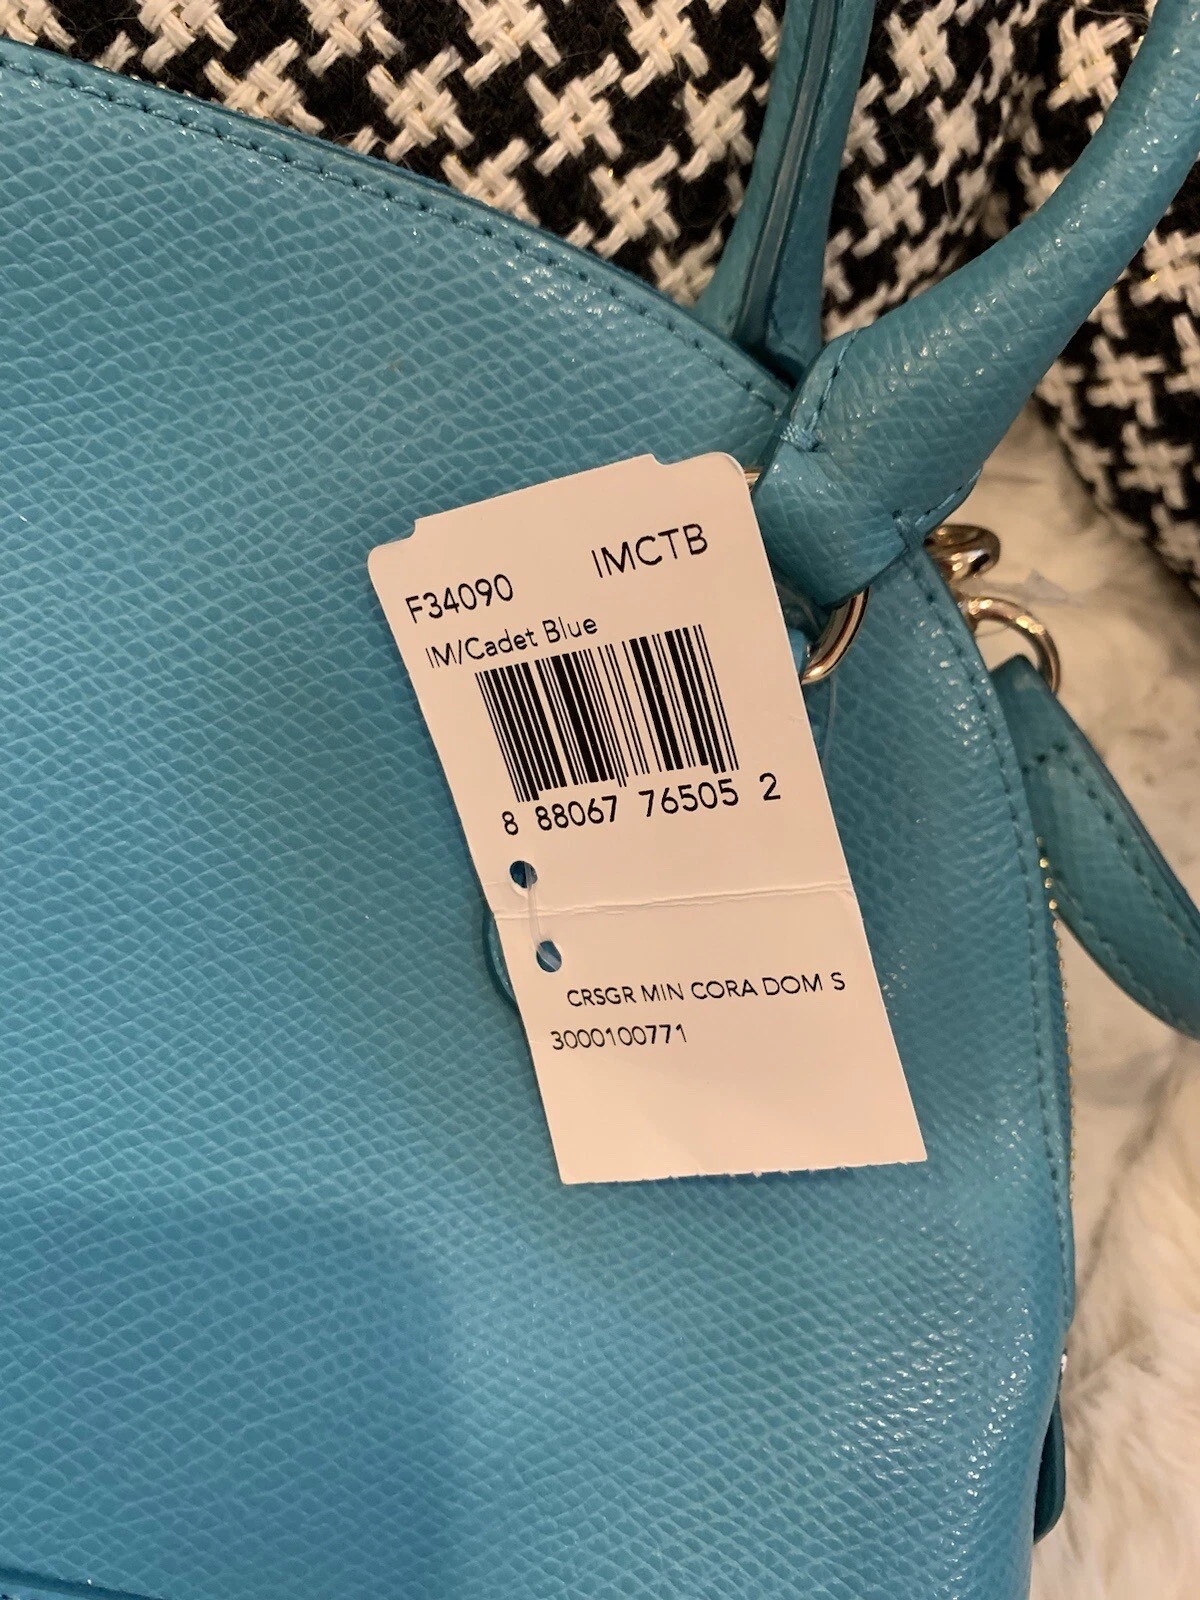 F34090 IMCTB
IM/Cadet Blue
8 88067 76505 2
CRSGR MIN CORA DOM S
3000100771